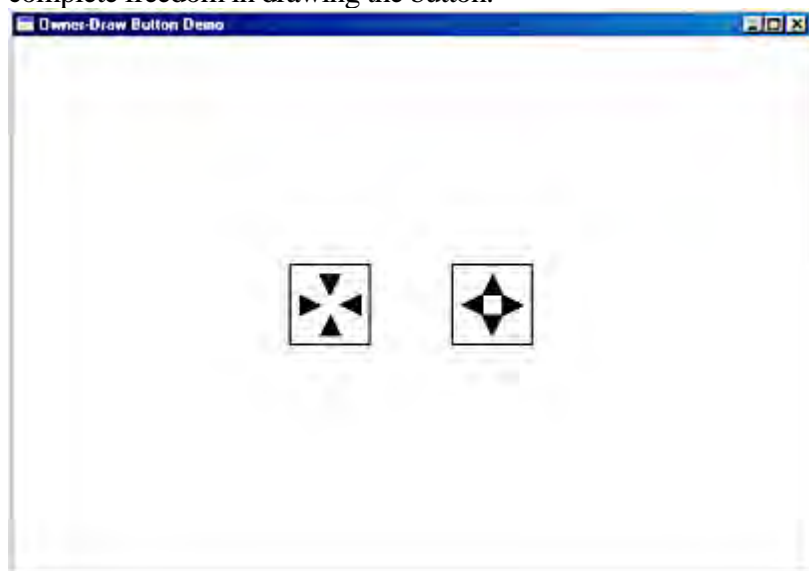 complete freedom in drawing the button.
Owner-Draw Button Demo